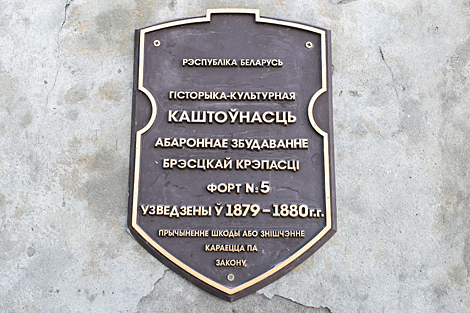 РЭСПУБЛІКА БЕЛАРУСЬ
ГІСТОРЫКА-КУЛЬТУРНАЯ
КАШТОЎНАСЦЬ
АБАРОННАЕ ЗБУДАВАННЕ
БРЭСЦКАЙ КРЭПАСЦІ
ФОРТ №5
УЗВЕДЗЕНЫ Ў 1879-1880 г.г.
ПРЫЧЫНЕННЕ ШКОДЫ АБО ЗНІШЧЭННЕ
КАРАЕЦЦА ПА
ЗАКОНУ